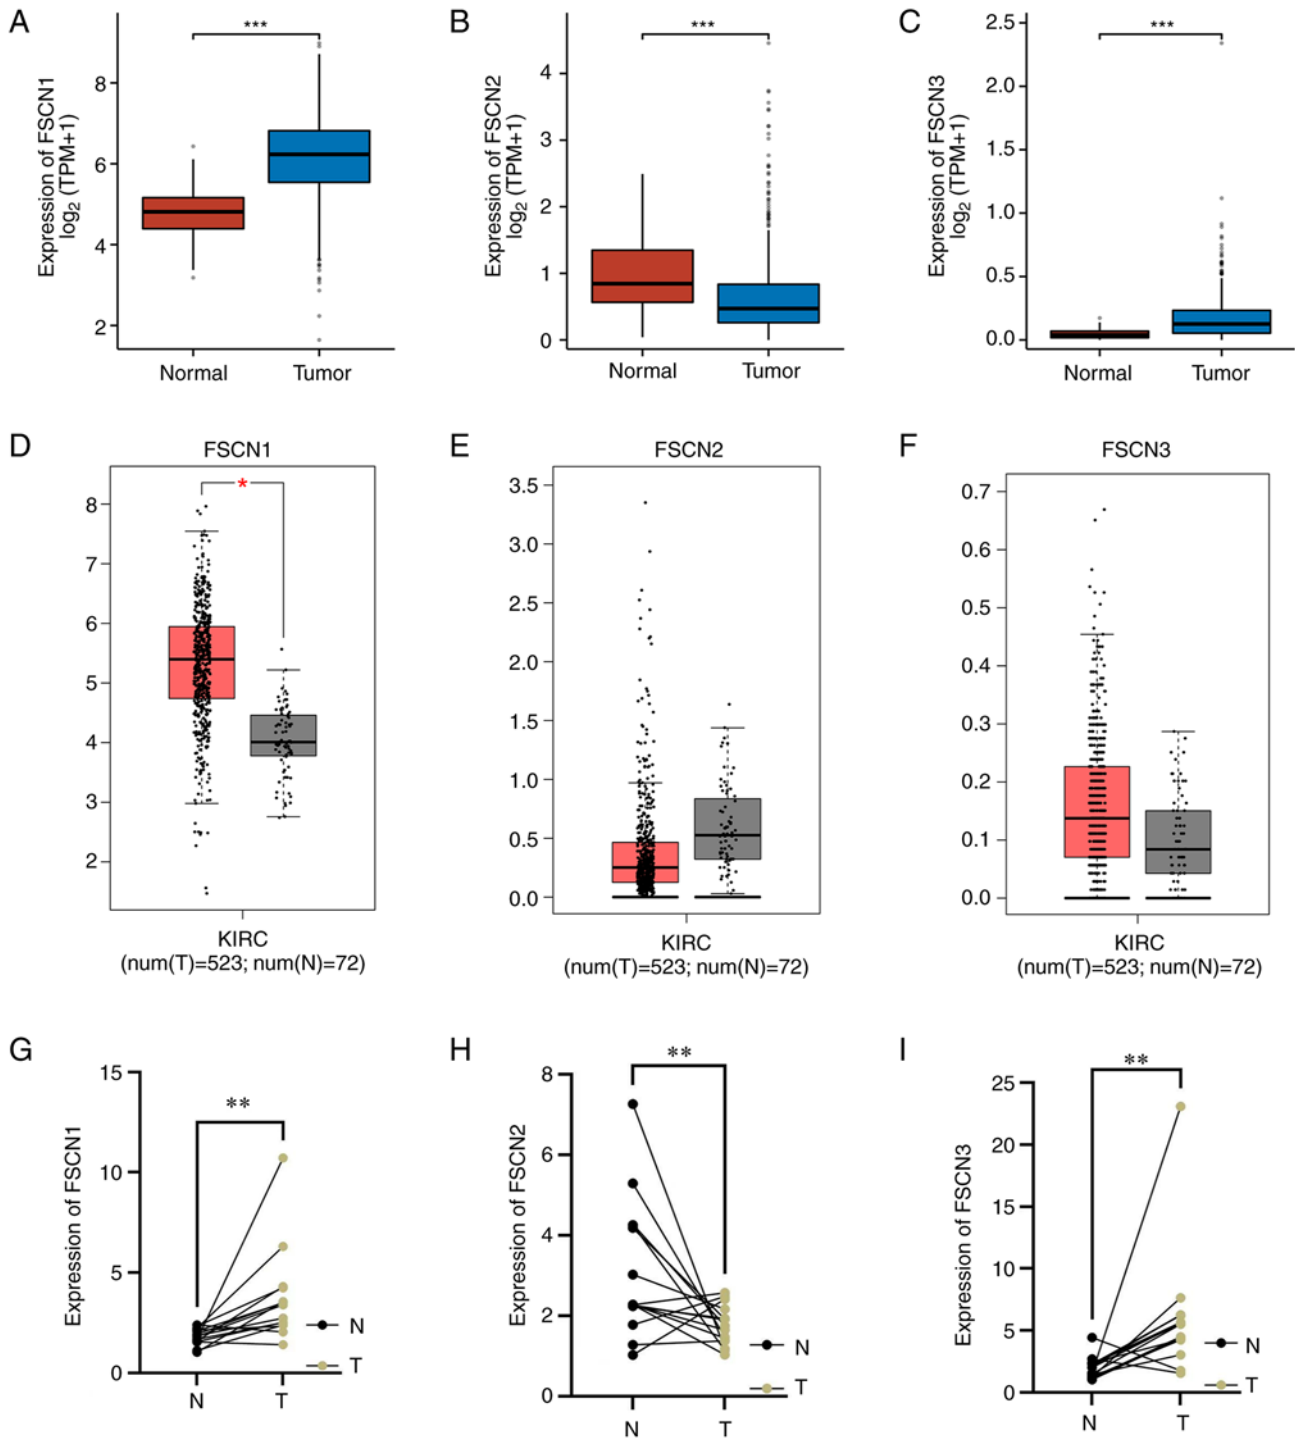 A
***
Expression of FSCN1
log2 (TPM+1)
8
6
4
2
Normal Tumor
B
***
Expression of FSCN2
log2 (TPM+1)
4
3
2
1
0
Normal Tumor
C
***
Expression of FSCN3
log2 (TPM+1)
2.5
2.0
1.5
1.0
0.5
0.0
Normal Tumor
D
FSCN1
*
8
7
6
5
4
3
2
KIRC
(num(T)=523; num(N)=72)
E
FSCN2
3.5
3.0
2.5
2.0
1.5
1.0
0.5
0.0
KIRC
(num(T)=523; num(N)=72)
F
FSCN3
0.7
0.6
0.5
0.4
0.3
0.2
0.1
0.0
KIRC
(num(T)=523; num(N)=72)
G
**
Expression of FSCN1
15
10
5
0
N T
N
T
H
**
Expression of FSCN2
8
6
4
2
0
N T
N
T
I
**
Expression of FSCN3
25
20
15
10
5
0
N T
N
T